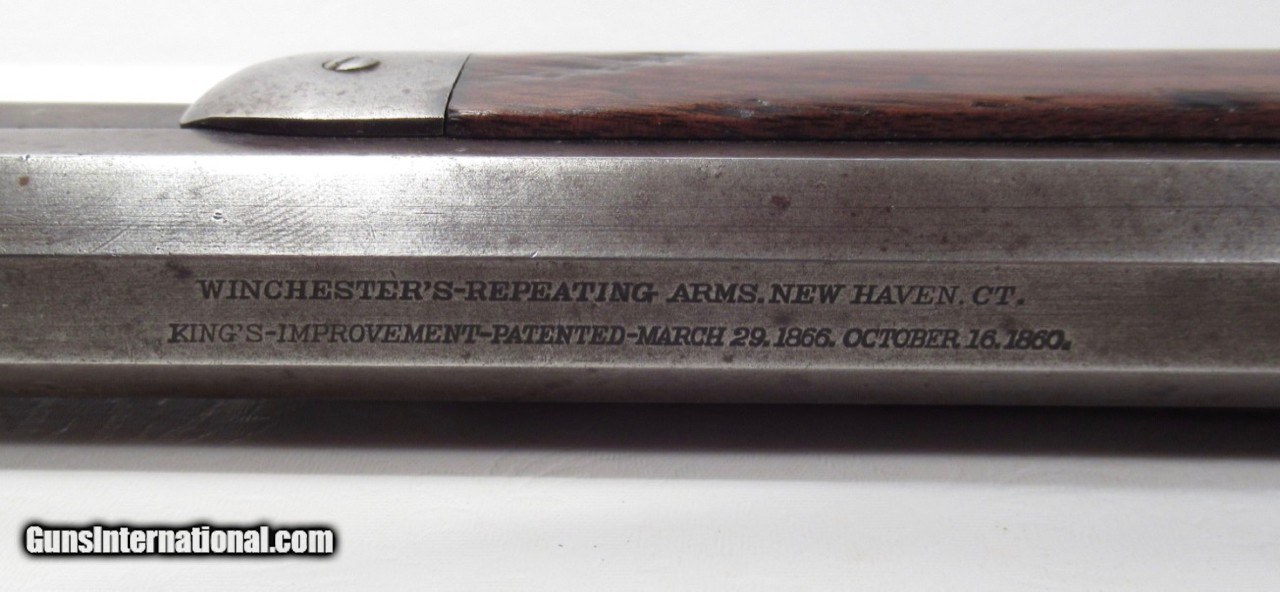 WINCHESTER'S-REPEATING ARMS. NEW HAVEN. CT.
KING'S-IMPROVEMENT-PATENTED-MARCH 29. 1866. OCTOBER 16. 1860.
GunsInternational.com